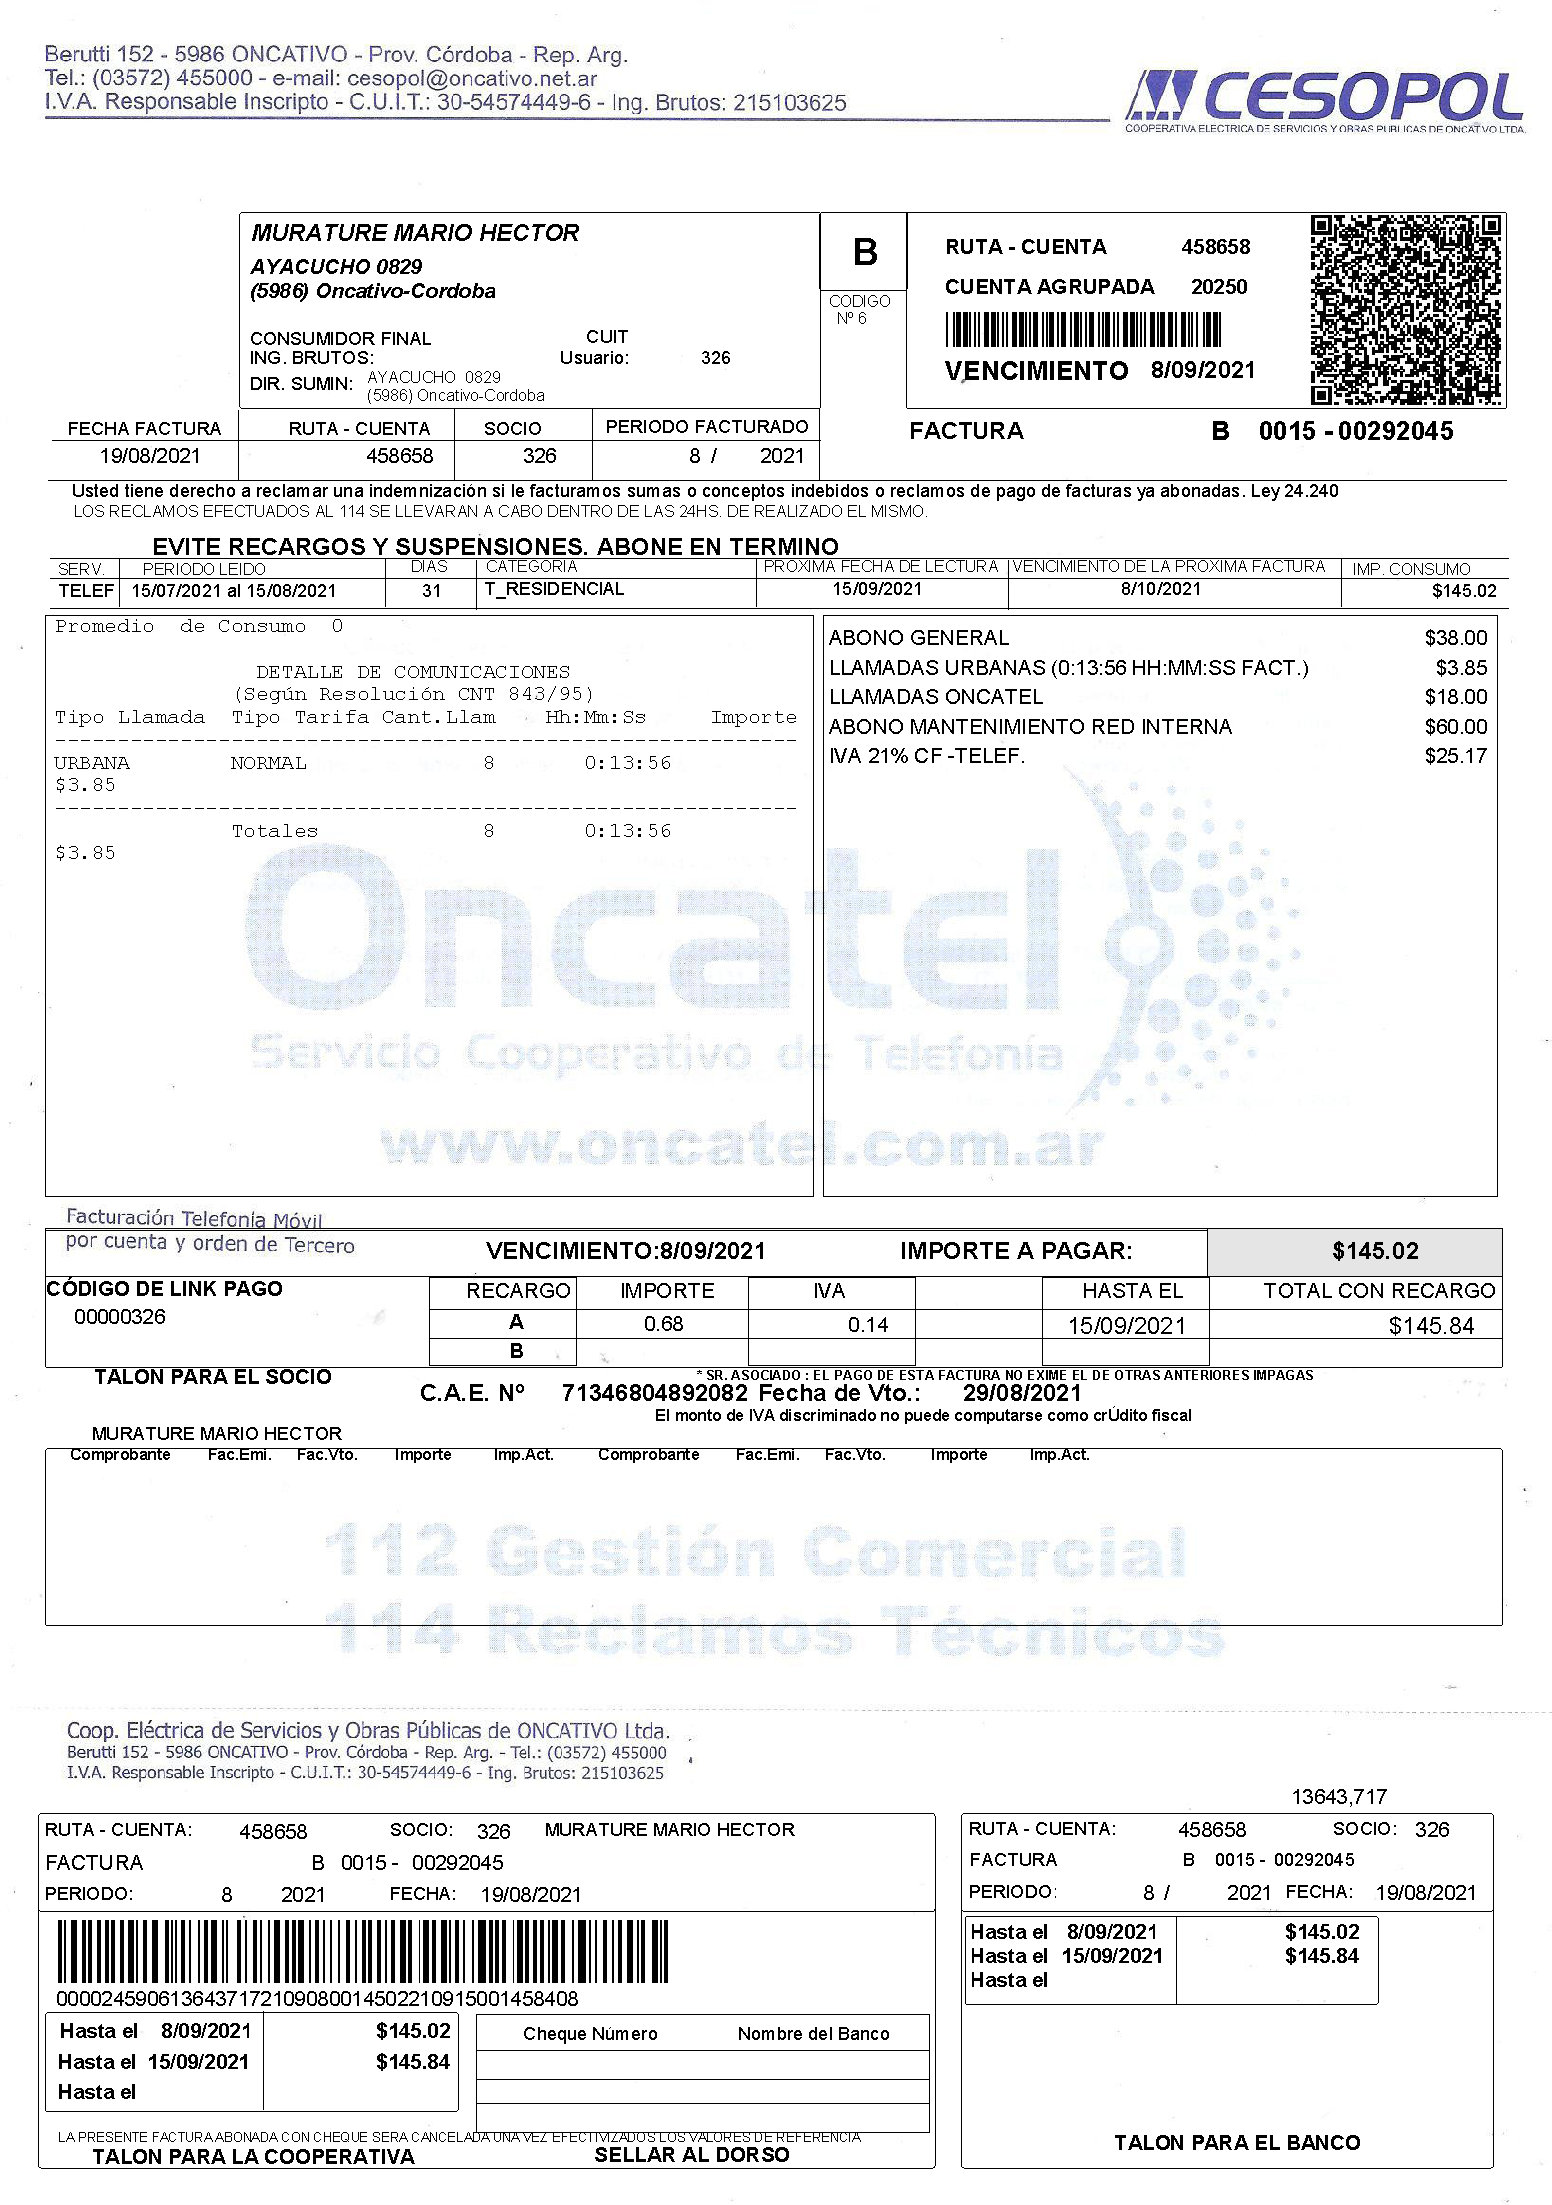 Berutti 152 - 5986 ONCATIVO - Prov. Córdoba - Rep. Arg.
Tel.: (03572) 455000 - e-mail: cesopol@oncativo.net.ar
I.V.A. Responsable Inscripto - C.U.I.T.: 30-54574449-6 - Ing. Brutos: 215103625
CESOPOL
COOPERATIVA ELECTRICA DE SERVICIOS Y OBRAS PUBLICAS DE ONCATIVO LTDA.
MURATURE MARIO HECTOR
AYACUCHO 0829
(5986) Oncativo-Cordoba
CONSUMIDOR FINAL CUIT
ING. BRUTOS: Usuario: 326
DIR. SUMIN: AYACUCHO 0829
(5986) Oncativo-Cordoba
B
CODIGO
Nº 6
RUTA - CUENTA 458658
CUENTA AGRUPADA 20250
VENCIMIENTO 8/09/2021
FECHA FACTURA RUTA - CUENTA SOCIO PERIODO FACTURADO
19/08/2021 458658 326 8 / 2021
FACTURA B 0015 - 00292045
Usted tiene derecho a reclamar una indemnización si le facturamos sumas o conceptos indebidos o reclamos de pago de facturas ya abonadas. Ley 24.240
LOS RECLAMOS EFECTUADOS AL 114 SE LLEVARAN A CABO DENTRO DE LAS 24HS. DE REALIZADO EL MISMO.
EVITE RECARGOS Y SUSPENSIONES. ABONE EN TERMINO
SERV. PERIODO LEIDO DIAS CATEGORIA PROXIMA FECHA DE LECTURA VENCIMIENTO DE LA PROXIMA FACTURA IMP. CONSUMO
TELEF 15/07/2021 al 15/08/2021 31 T_RESIDENCIAL 15/09/2021 8/10/2021 $145.02
Promedio de Consumo 0
DETALLE DE COMUNICACIONES
(Según Resolución CNT 843/95)
Tipo Llamada Tipo Tarifa Cant.Llam Hh:Mm:Ss Importe
URBANA NORMAL 8 0:13:56
$3.85
Totales 8 0:13:56
$3.85
ABONO GENERAL $38.00
LLAMADAS URBANAS (0:13:56 HH:MM:SS FACT.) $3.85
LLAMADAS ONCATEL $18.00
ABONO MANTENIMIENTO RED INTERNA $60.00
IVA 21% CF -TELEF. $25.17
Oncatel
Servicio Cooperativo de Telefonía
www.oncatel.com.ar
Facturación Telefonía Móvil
por cuenta y orden de Tercero
VENCIMIENTO:8/09/2021 IMPORTE A PAGAR: $145.02
CÓDIGO DE LINK PAGO
00000326
RECARGO IMPORTE IVA HASTA EL TOTAL CON RECARGO
A 0.68 0.14 15/09/2021 $145.84
B
TALON PARA EL SOCIO
* SR. ASOCIADO : EL PAGO DE ESTA FACTURA NO EXIME EL DE OTRAS ANTERIORES IMPAGAS
C.A.E. Nº 71346804892082 Fecha de Vto.: 29/08/2021
El monto de IVA discriminado no puede computarse como crÚdito fiscal
MURATURE MARIO HECTOR
Comprobante Fac.Emi. Fac.Vto. Importe Imp.Act. Comprobante Fac.Emi. Fac.Vto. Importe Imp.Act.
112 Gestión Comercial
114 Reclamos Técnicos
Coop. Eléctrica de Servicios y Obras Públicas de ONCATIVO Ltda.
Berutti 152 - 5986 ONCATIVO - Prov. Córdoba - Rep. Arg. - Tel.: (03572) 455000
I.V.A. Responsable Inscripto - C.U.I.T.: 30-54574449-6 - Ing. Brutos: 215103625
RUTA - CUENTA: 458658 SOCIO: 326 MURATURE MARIO HECTOR
FACTURA B 0015 - 00292045
PERIODO: 8 2021 FECHA: 19/08/2021
00002459061364371721090800145022109150014584​08
Hasta el 8/09/2021 $145.02
Hasta el 15/09/2021 $145.84
Hasta el
Cheque Número Nombre del Banco
LA PRESENTE FACTURA ABONADA CON CHEQUE SERA CANCELADA UNA VEZ EFECTIVIZADOS LOS VALORES DE REFERENCIA
TALON PARA LA COOPERATIVA SELLAR AL DORSO
13643,717
RUTA - CUENTA: 458658 SOCIO: 326
FACTURA B 0015 - 00292045
PERIODO: 8 / 2021 FECHA: 19/08/2021
Hasta el 8/09/2021 $145.02
Hasta el 15/09/2021 $145.84
Hasta el
TALON PARA EL BANCO